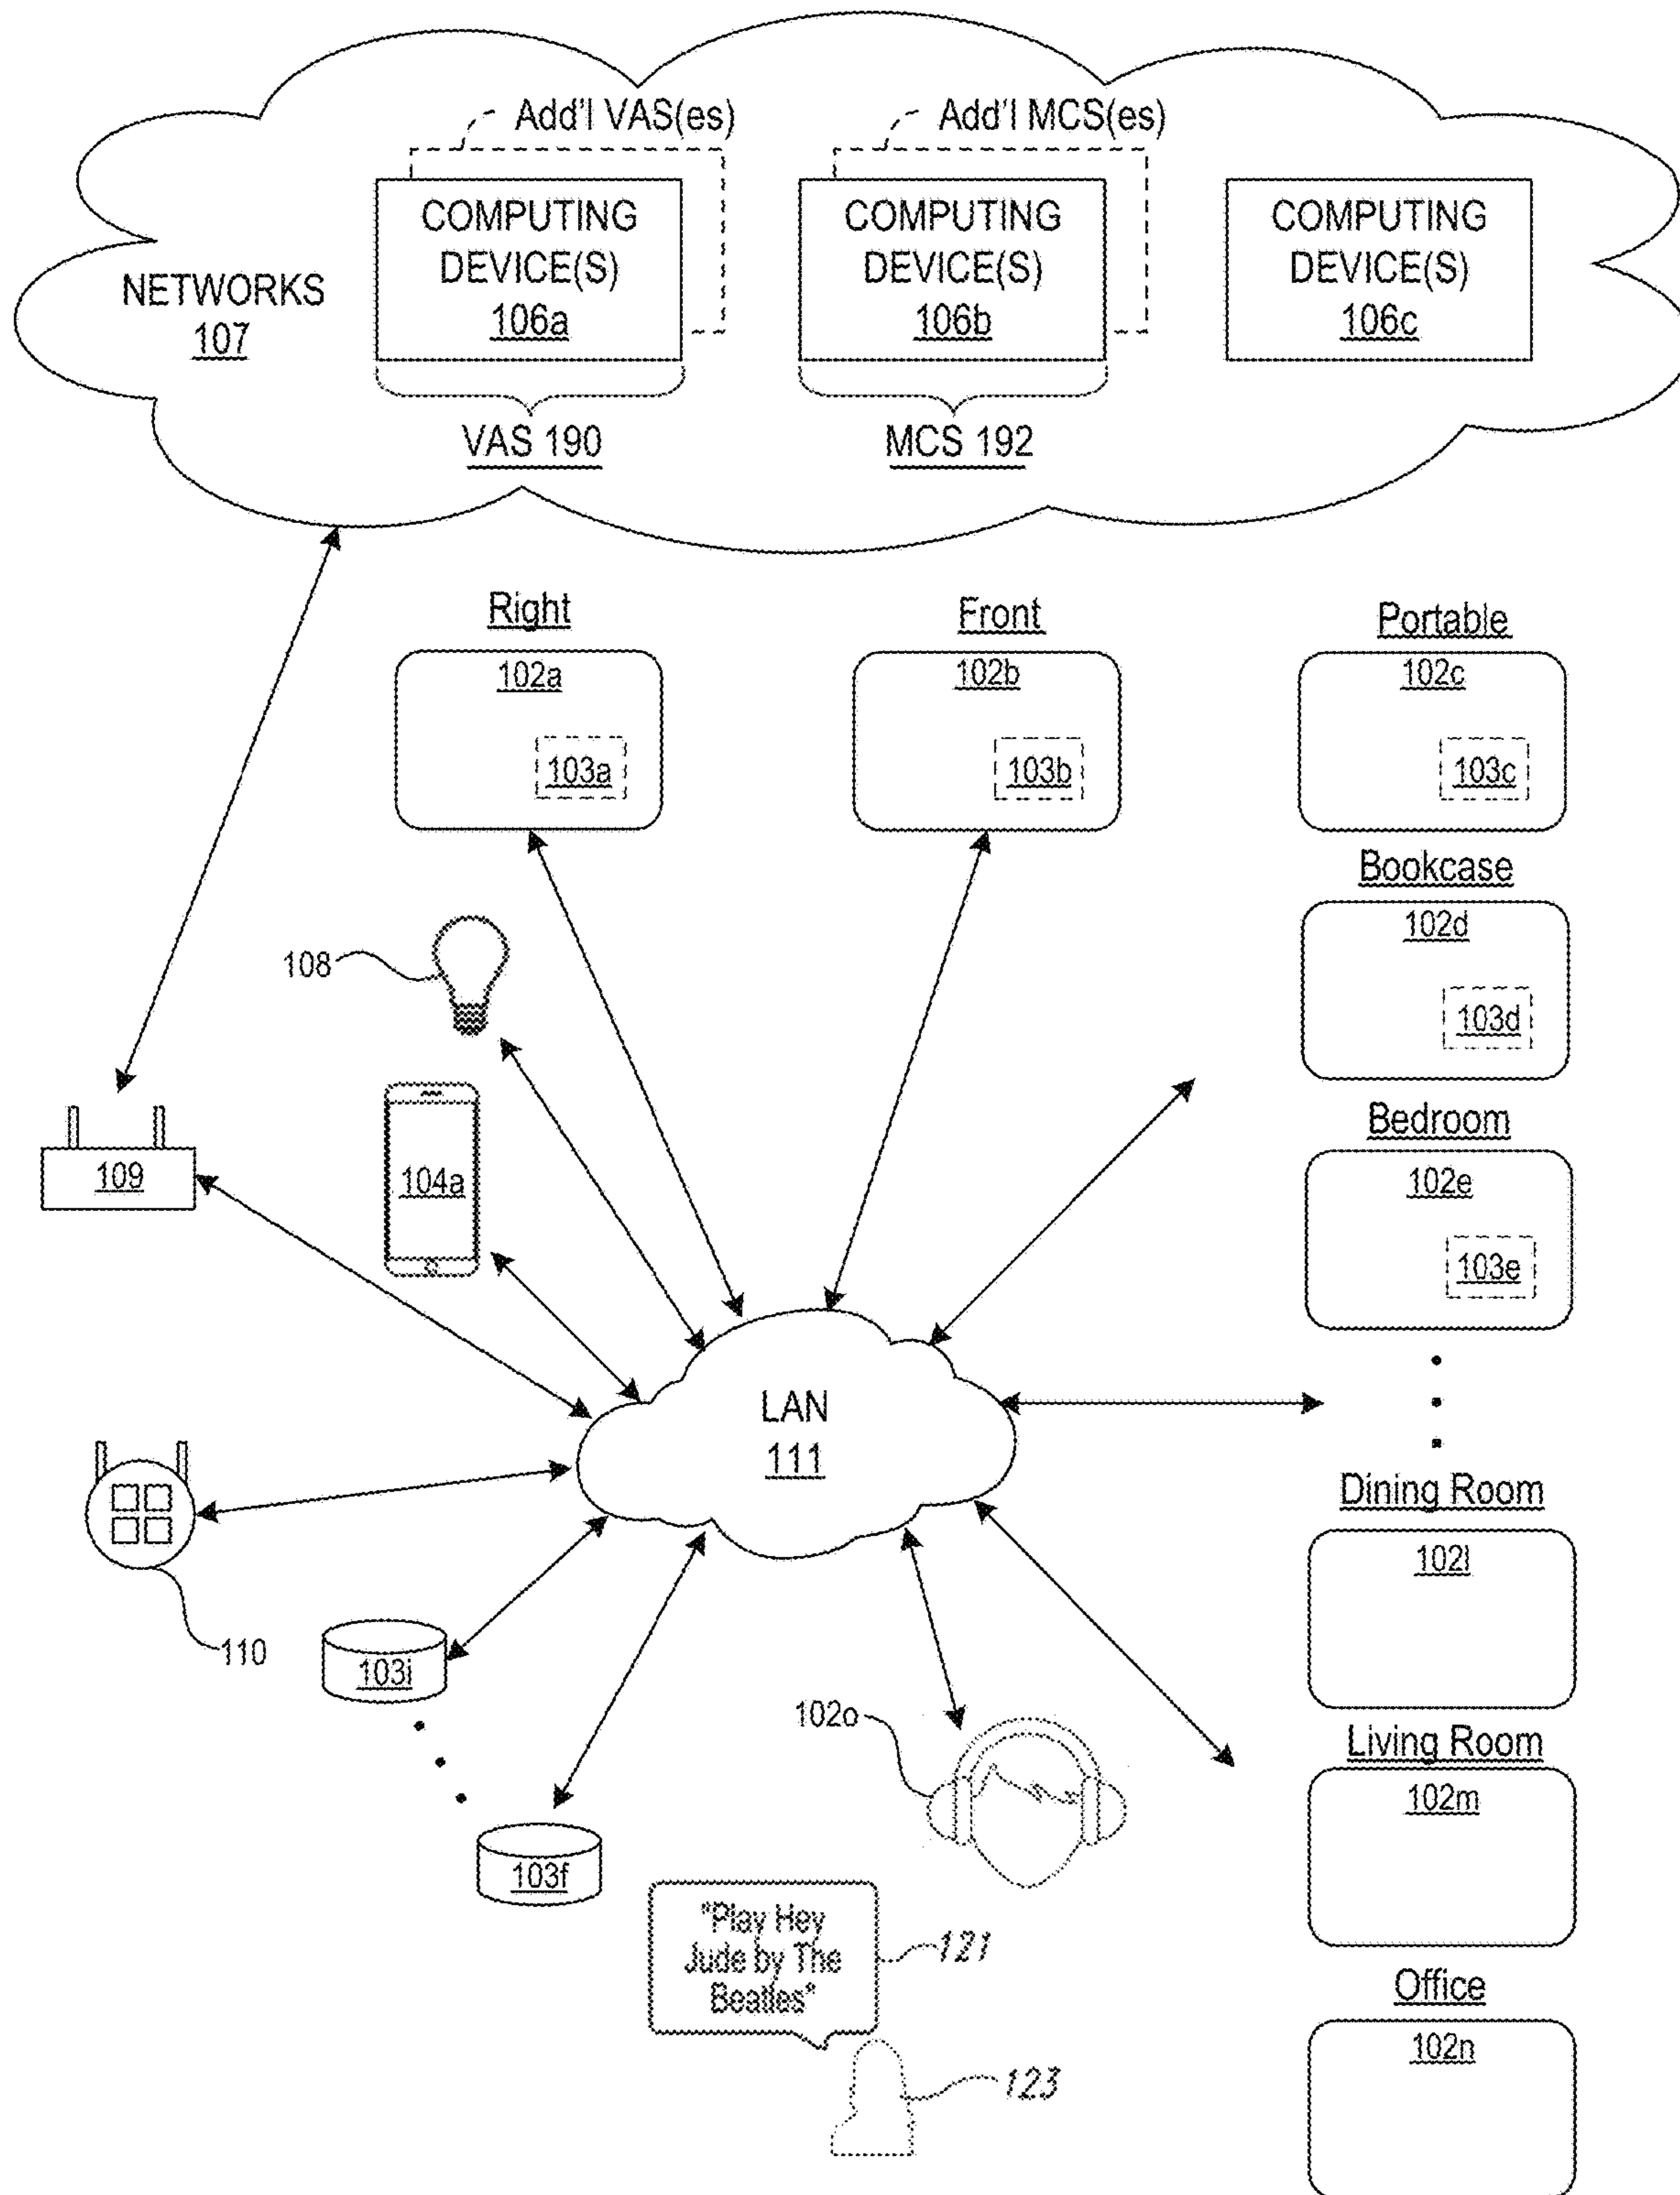 Add'l VAS(es)
Add'l MCS(es)
COMPUTING
DEVICE(S)
106a
COMPUTING
DEVICE(S)
106b
COMPUTING
DEVICE(S)
106c
NETWORKS
107
VAS 190
MCS 192
Right
102a
103a
Front
102b
103b
Portable
102c
103c
Bookcase
102d
103d
108
Bedroom
102e
103e
109
104a
LAN
111
110
Dining Room
102l
103i
102o
Living Room
102m
103f
"Play Hey
Jude by The
Beatles"
121
123
Office
102n